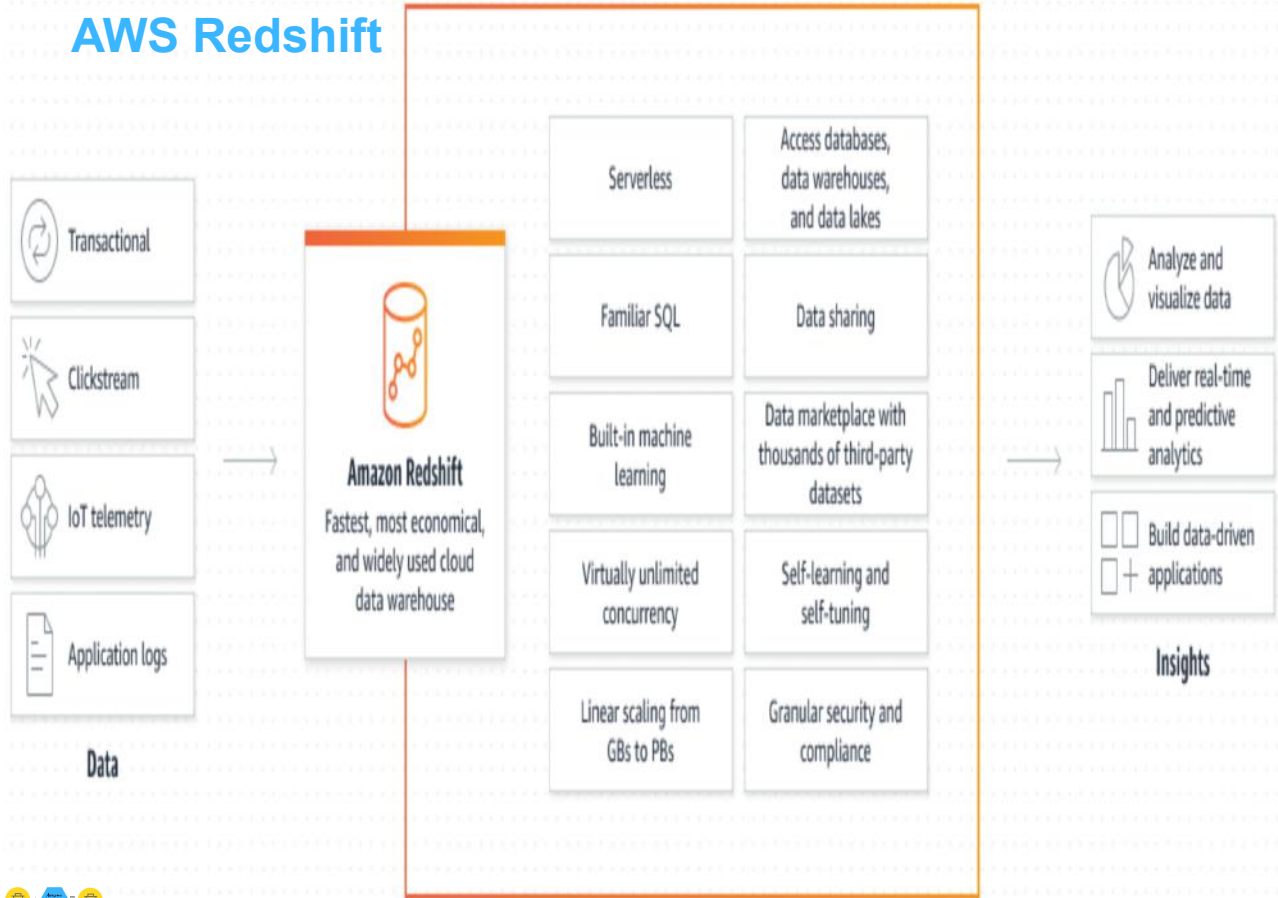 AWS Redshift
Transactional
Clickstream
IoT telemetry
Application logs
Data
Amazon Redshift
Fastest, most economical,
and widely used cloud
data warehouse
Serverless
Access databases,
data warehouses,
and data lakes
Familiar SQL
Data sharing
Built-in machine
learning
Data marketplace with
thousands of third-party
datasets
Virtually unlimited
concurrency
Self-learning and
self-tuning
Linear scaling from
GBs to PBs
Granular security and
compliance
Analyze and
visualize data
Deliver real-time
and predictive
analytics
Build data-driven
applications
Insights